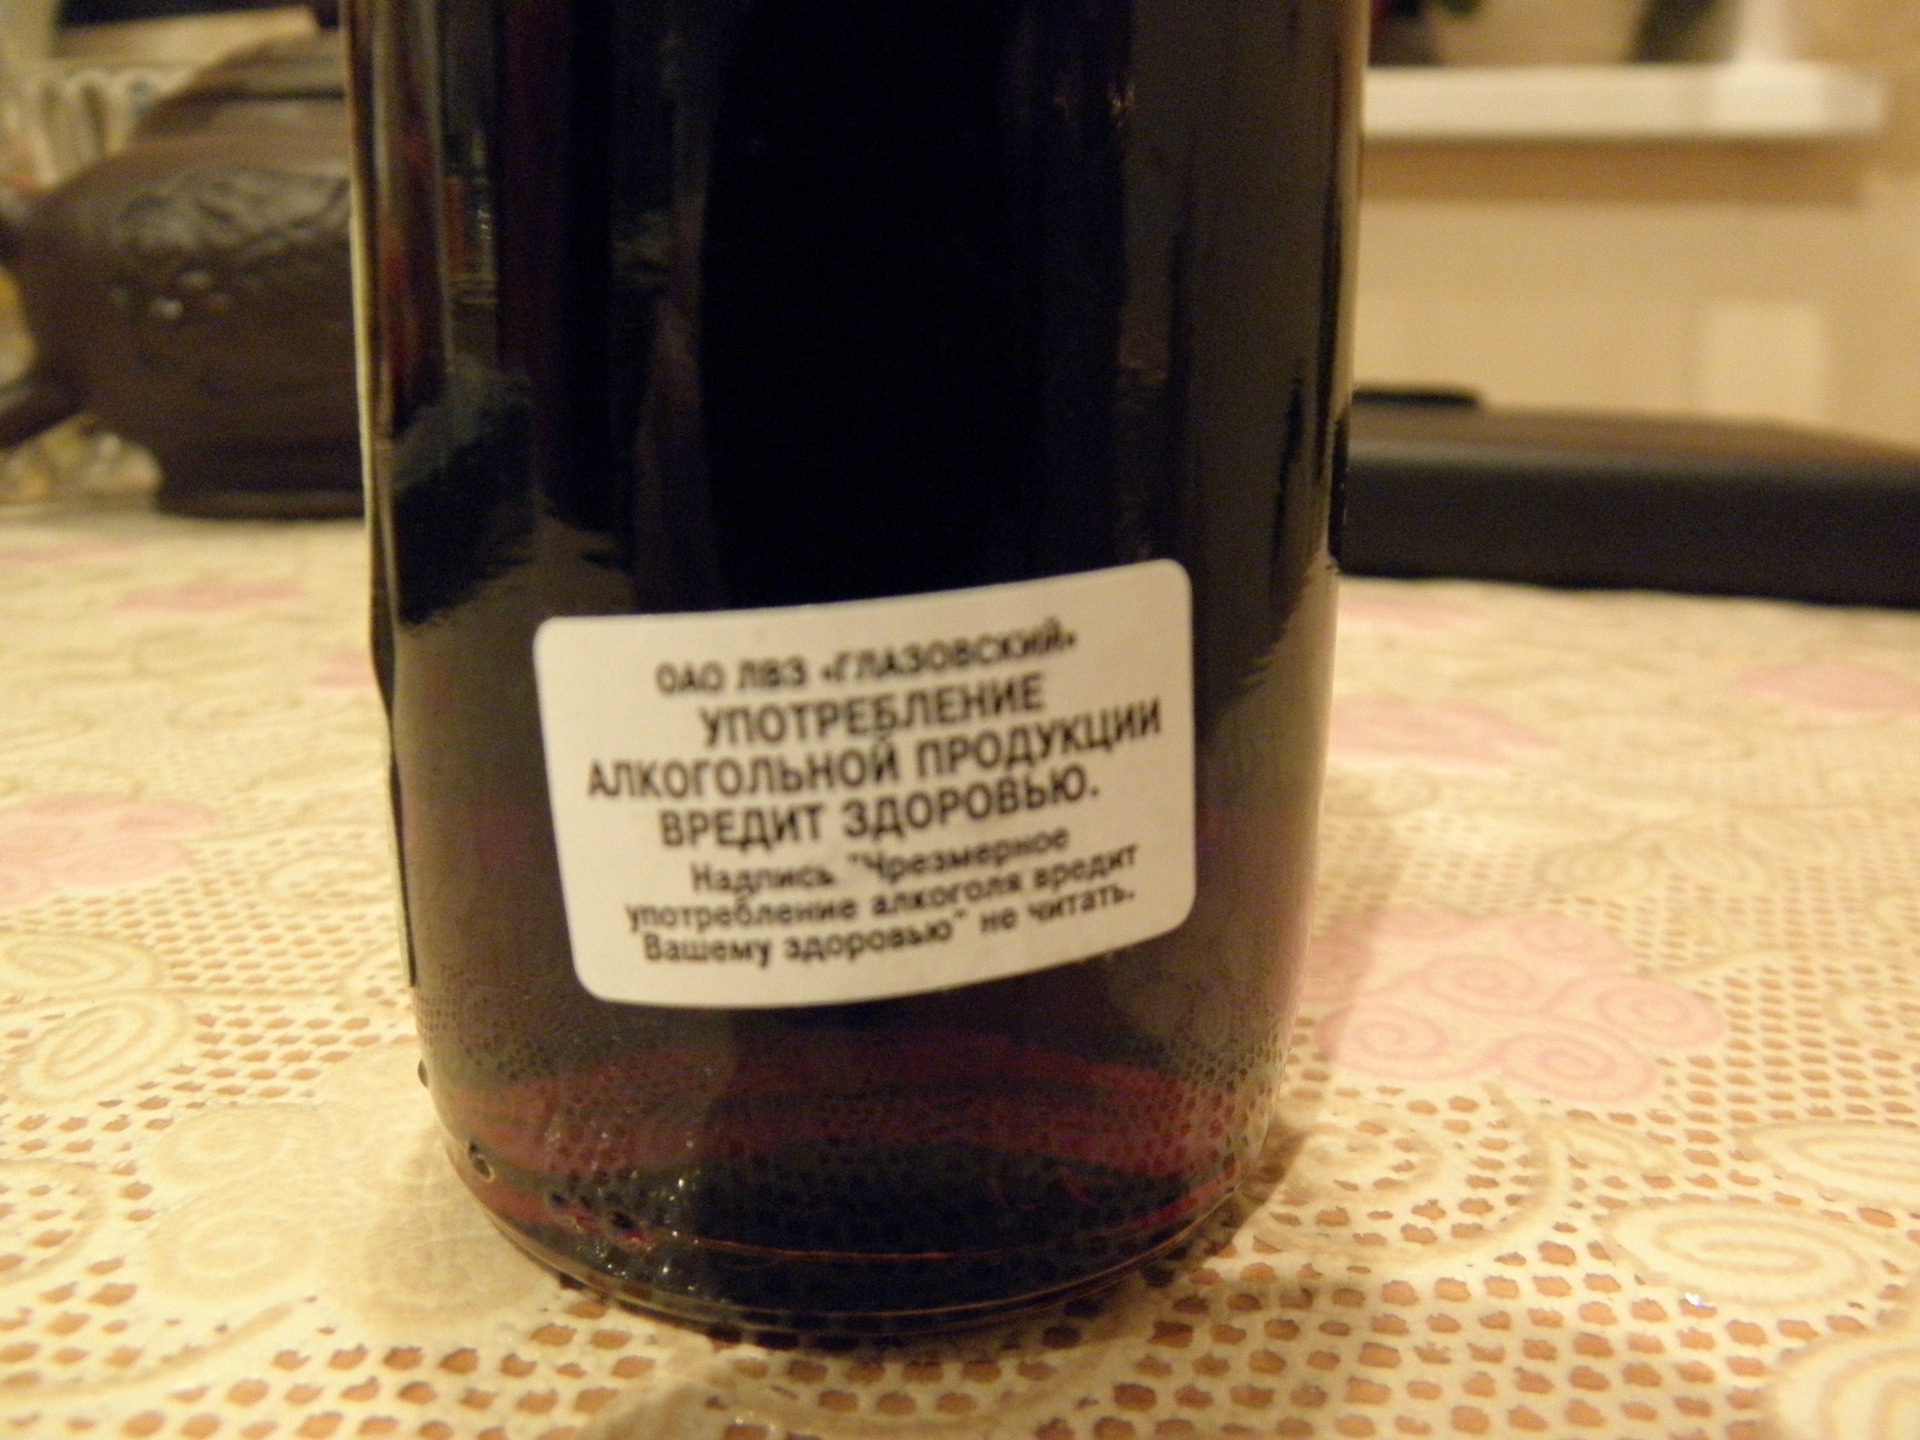 ОАО ЛВЗ «ГЛАЗОВСКИЙ»
УПОТРЕБЛЕНИЕ
АЛКОГОЛЬНОЙ ПРОДУКЦИИ
ВРЕДИТ ЗДОРОВЬЮ.
Надпись "Чрезмерное
употребление алкоголя вредит
Вашему здоровью" не читать.